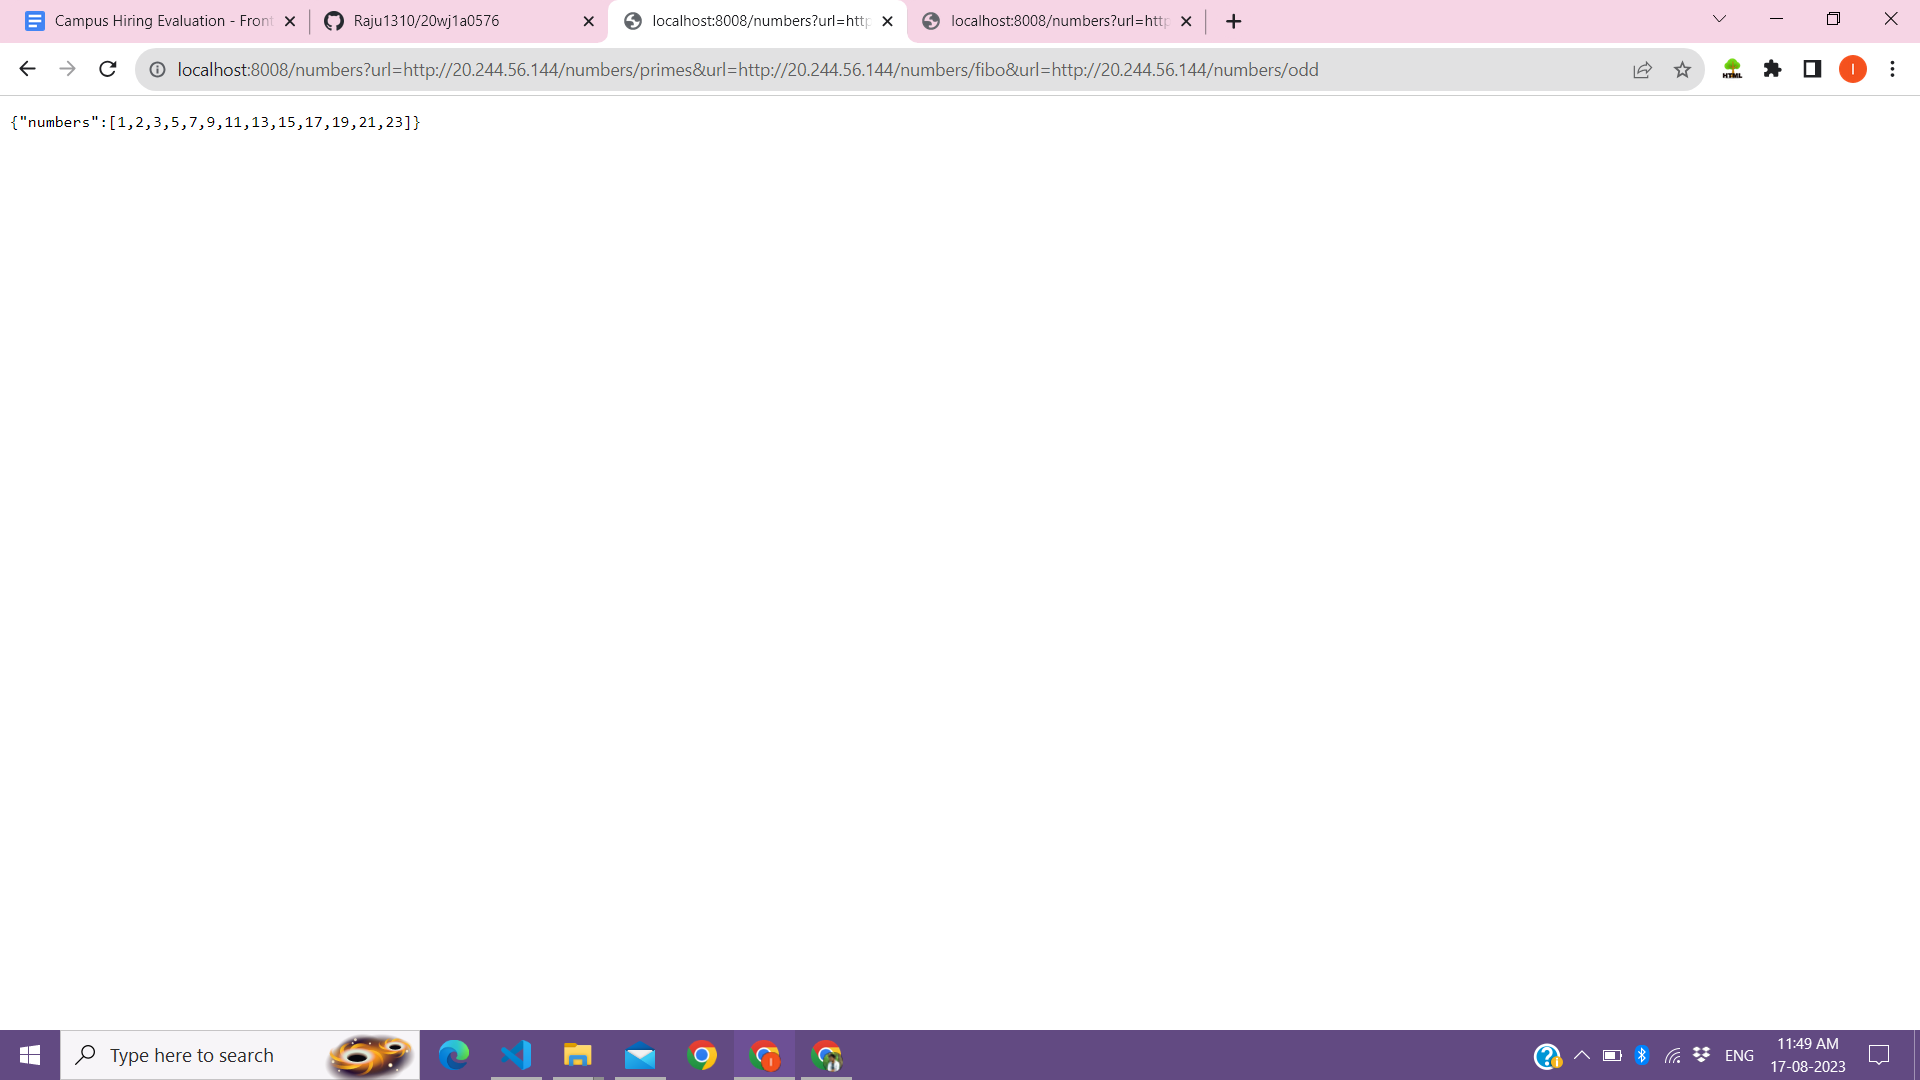 Campus Hiring Evaluation - Front
Raju1310/20wj1a0576
localhost:8008/numbers?url=http
localhost:8008/numbers?url=http
localhost:8008/numbers?url=http://20.244.56.144/numbers/primes&url=http://20.244.56.144/numbers/fibo&url=http://20.244.56.144/numbers/odd
HTML
I
{"numbers":[1,2,3,5,7,9,11,13,15,17,19,21,23]}
Type here to search
I
ENG
11:49 AM
17-08-2023